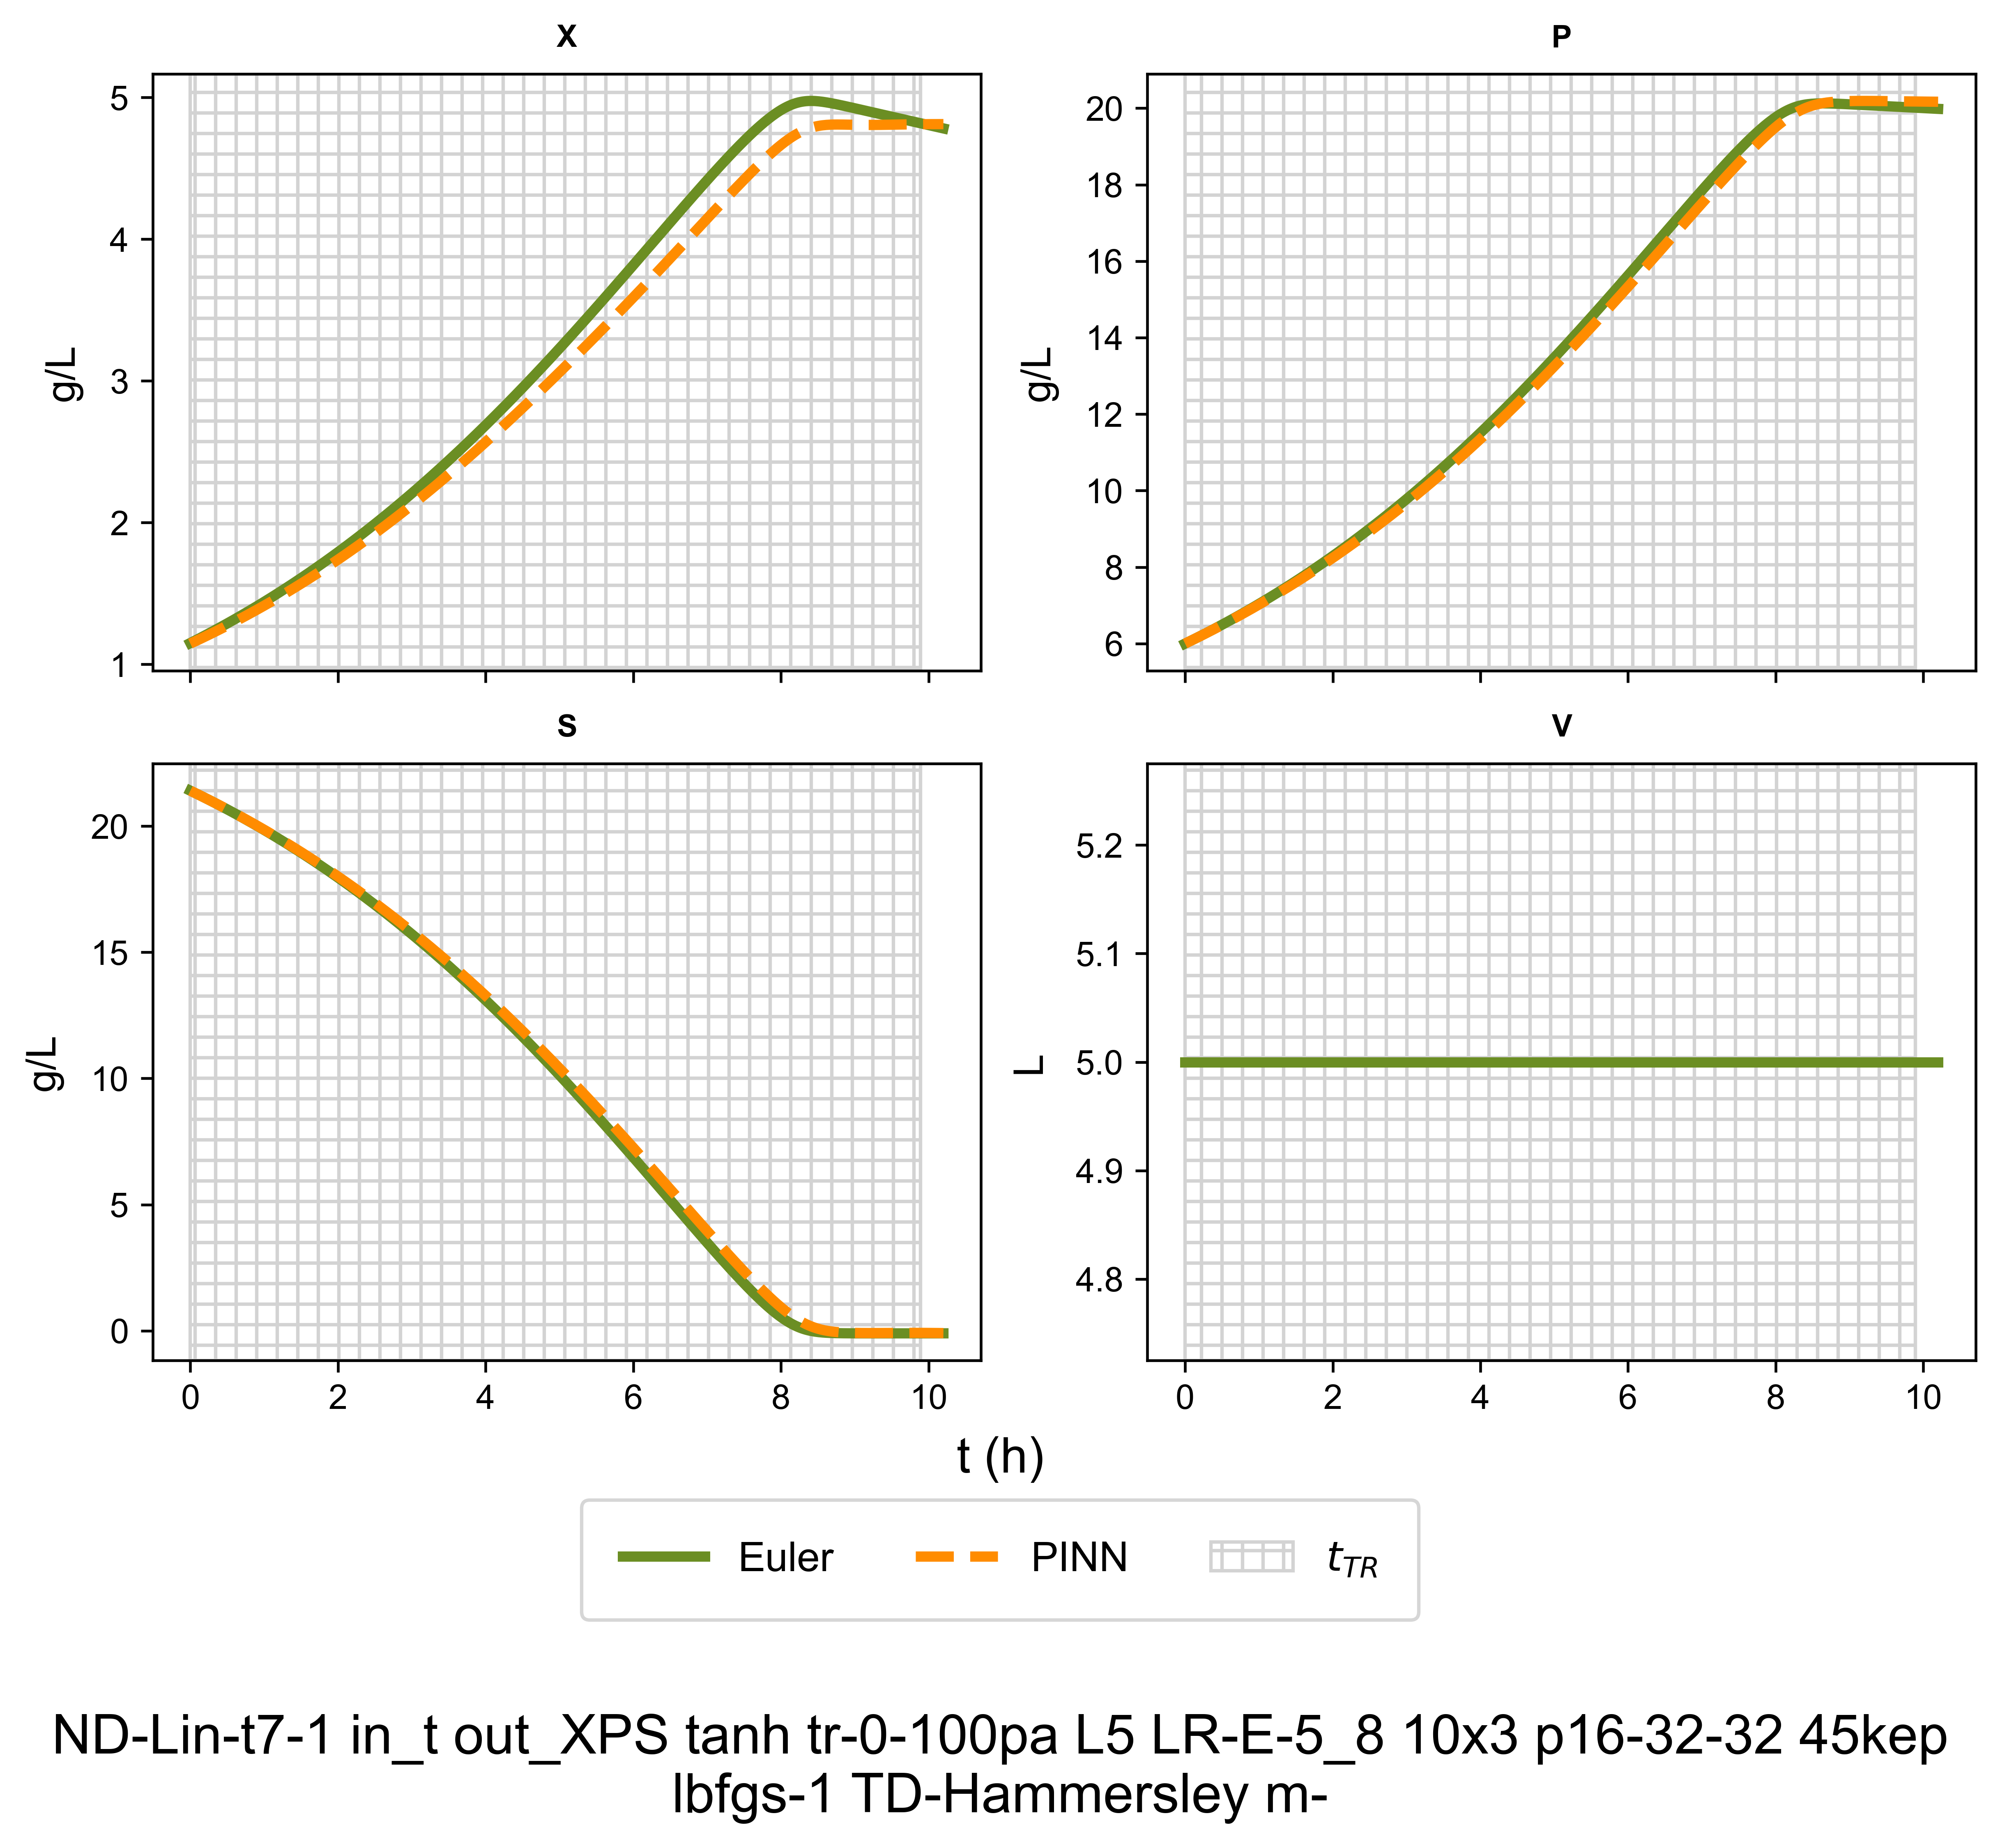 X
P
5
4
3
2
1
g/L
20
18
16
14
12
10
8
6
g/L
S
V
20
15
10
5
0
g/L
0 2 4 6 8 10
5.2
5.1
5.0
4.9
4.8
L
0 2 4 6 8 10
t (h)
Euler PINN t_TR
ND-Lin-t7-1 in_t out_XPS tanh tr-0-100pa L5 LR-E-5_8 10x3 p16-32-32 45kep
lbfgs-1 TD-Hammersley m-